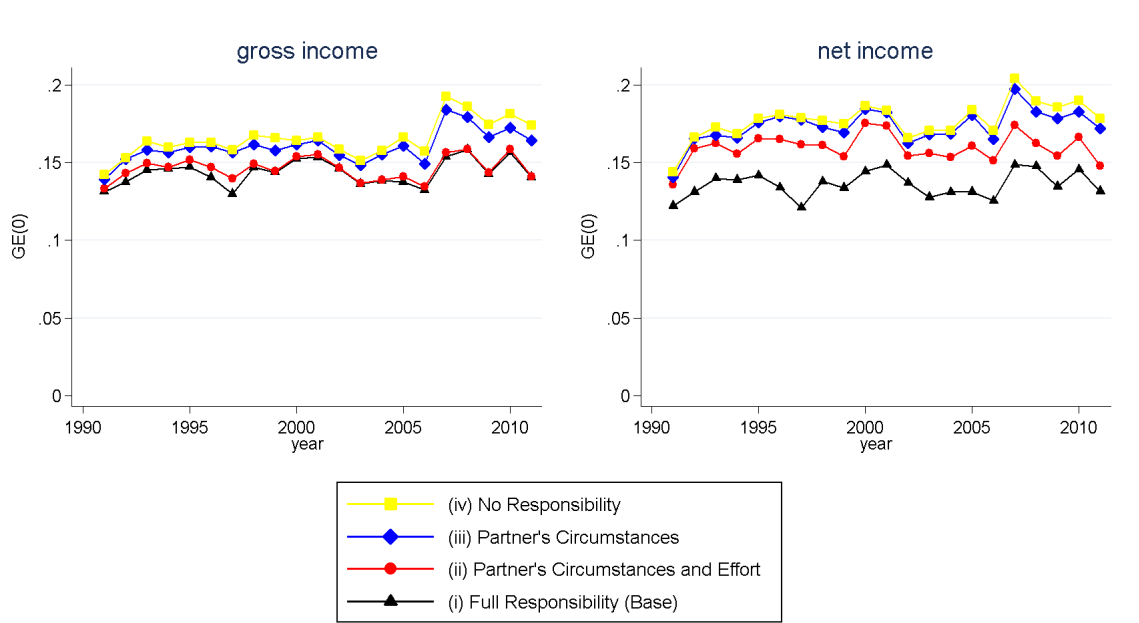 gross income
GE(0)
.2
.15
.1
.05
0
1990 1995 2000 2005 2010
year
net income
GE(0)
.2
.15
.1
.05
0
1990 1995 2000 2005 2010
year
(iv) No Responsibility
(iii) Partner's Circumstances
(ii) Partner's Circumstances and Effort
(i) Full Responsibility (Base)